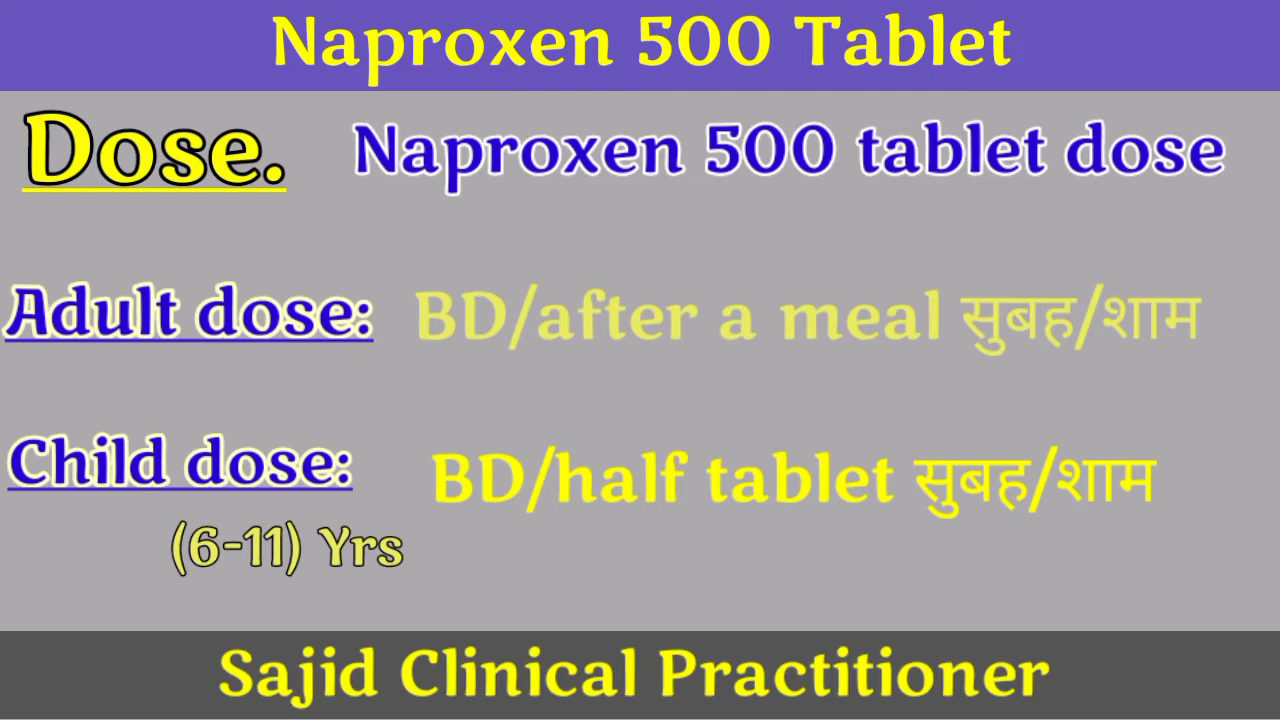 Naproxen 500 Tablet
Dose. Naproxen 500 tablet dose
Adult dose: BD/after a meal सुबह/शाम
Child dose: BD/half tablet सुबह/शाम
(6-11) Yrs
Sajid Clinical Practitioner